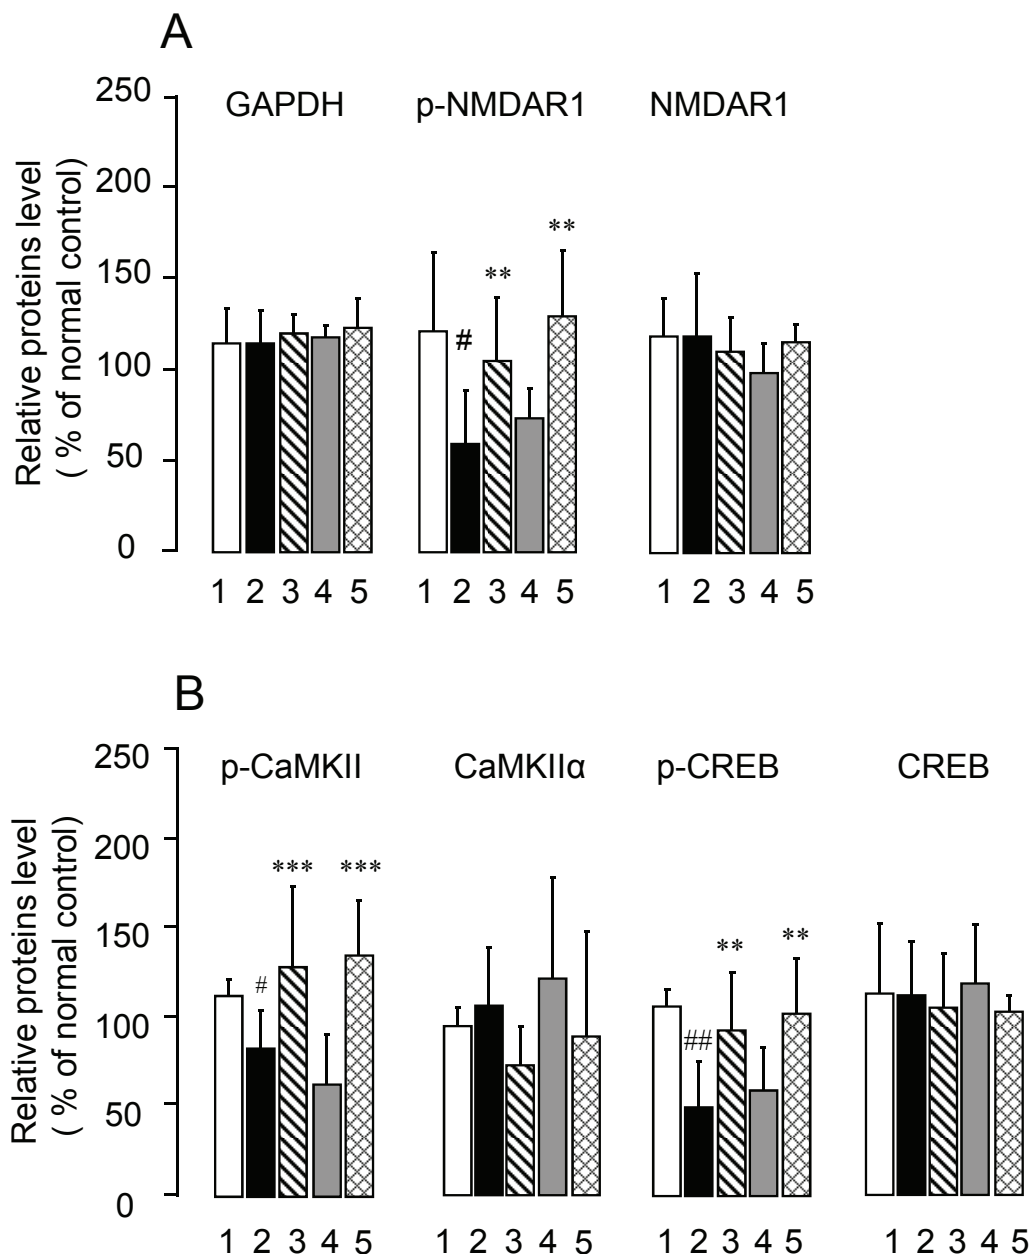 A
GAPDH p-NMDAR1 NMDAR1
Relative proteins level
( % of normal control)
250
200
150
100
50
0
**
**
#
1 2 3 4 5 1 2 3 4 5 1 2 3 4 5
B
p-CaMKII CaMKIIα p-CREB CREB
Relative proteins level
( % of normal control)
250
200
150
100
50
0
*** ***
#
** **
##
1 2 3 4 5 1 2 3 4 5 1 2 3 4 5 1 2 3 4 5